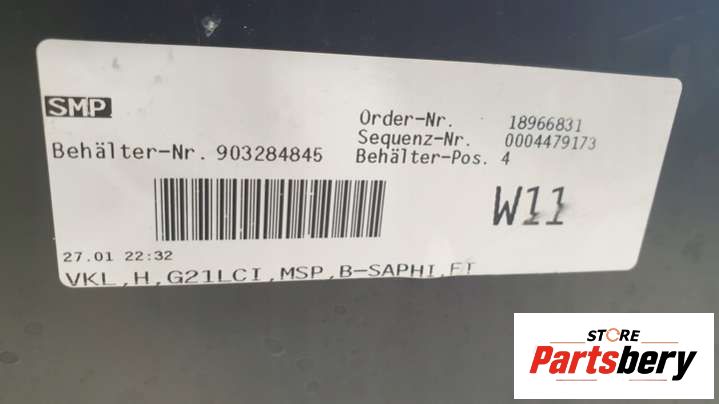 SMP
Order-Nr. 18966831
Sequenz-Nr. 0004479173
Behälter-Nr. 903284845
Behälter-Pos. 4
W11
27.01 22:32
VKL,H,G21LCI,MSP,B-SAPHI,FI
STORE
Partsbery